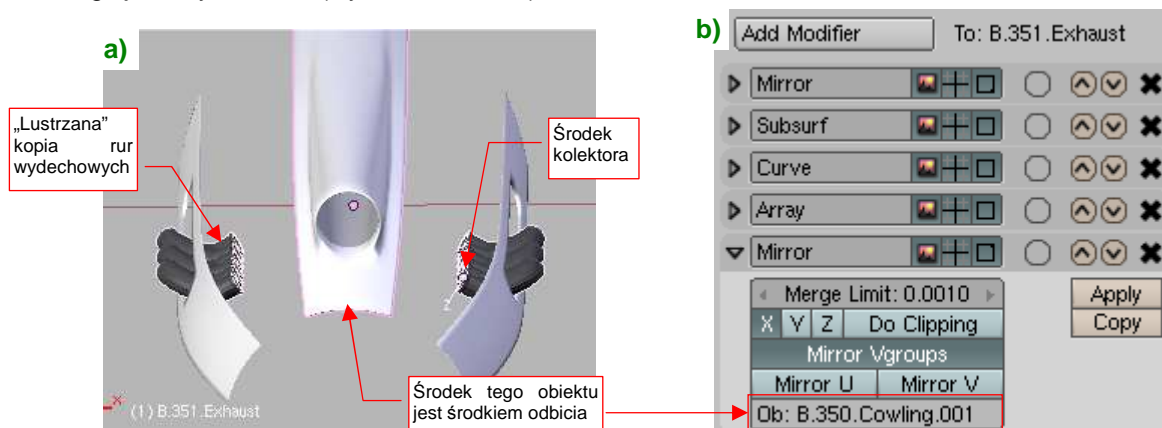 a)
„Lustrzana”
kopia rur
wydechowych
Środek
kolektora
z
Środek tego obiektu
jest środkiem odbicia
x
(1) B.351.Exhaust
b)
Add Modifier To: B.351.Exhaust
Mirror
Subsurf
Curve
Array
Mirror
Merge Limit: 0.0010 Apply
X Y Z Do Clipping Copy
Mirror Vgroups
Mirror U Mirror V
Ob: B.350.Cowling.001